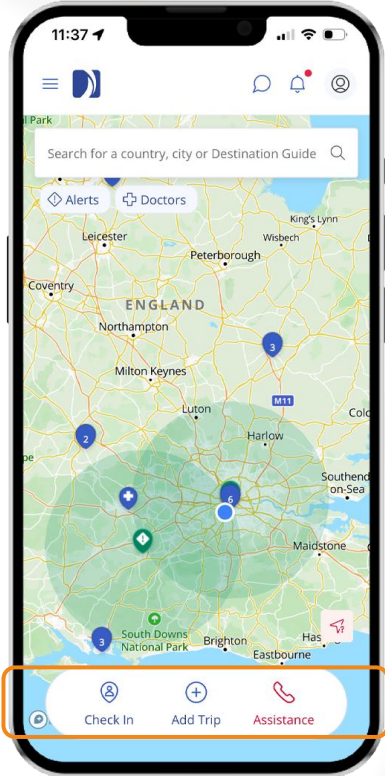 11:37
Park
Search for a country, city or Destination Guide
Alerts
Doctors
King's Lynn
Leicester
Wisbech
Peterborough
Coventry
ENGLAND
Northampton
3
Milton Keynes
M11
Luton
Colc
2
Harlow
6
Southend
on-Sea
Maidstone
3
South Downs
National Park
Brighton
Has
Eastbourne
Check In
Add Trip
Assistance